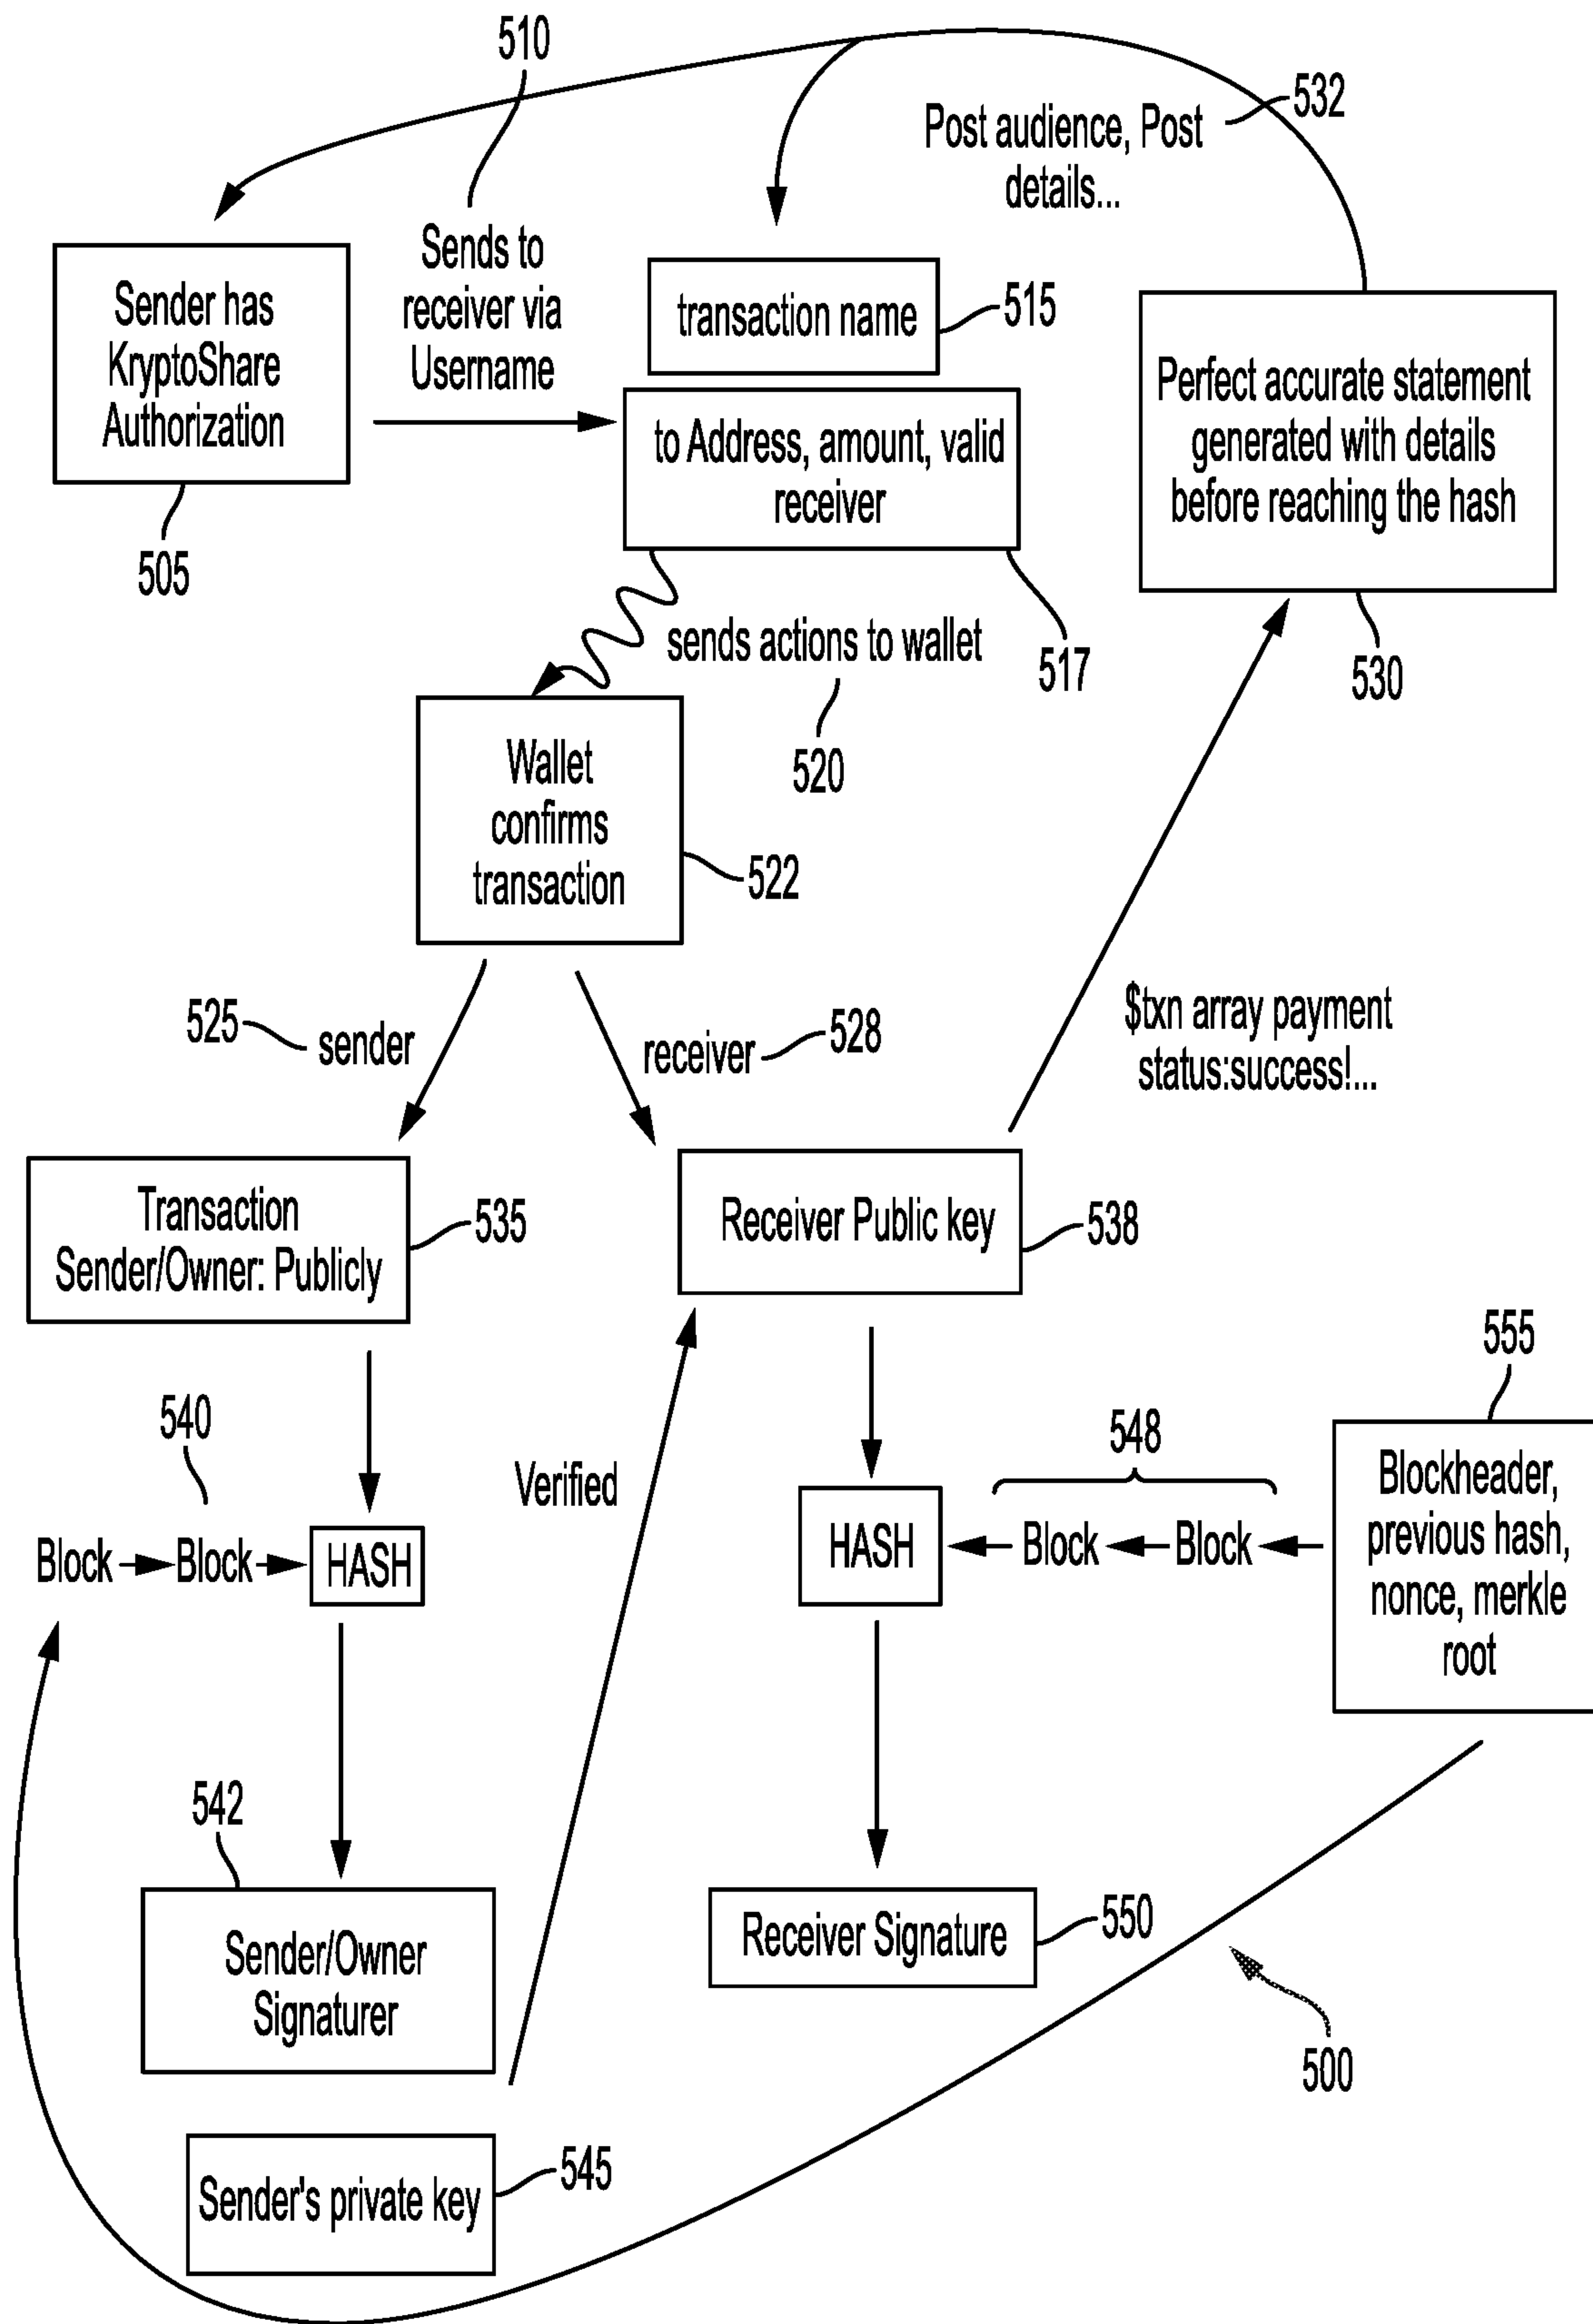 510
532
Post audience, Post
details...
Sends to
receiver via
Username
Sender has
KryptoShare
Authorization
505
transaction name
515
to Address, amount, valid
receiver
517
Perfect accurate statement
generated with details
before reaching the hash
530
sends actions to wallet
520
Wallet
confirms
transaction
522
525
sender
receiver
528
$txn array payment
status:success!...
Transaction
Sender/Owner: Publicly
535
Receiver Public key
538
555
540
Verified
548
Block
Block
HASH
HASH
Block
Block
Blockheader,
previous hash,
nonce, merkle
root
542
Sender/Owner
Signaturer
Receiver Signature
550
500
Sender's private key
545